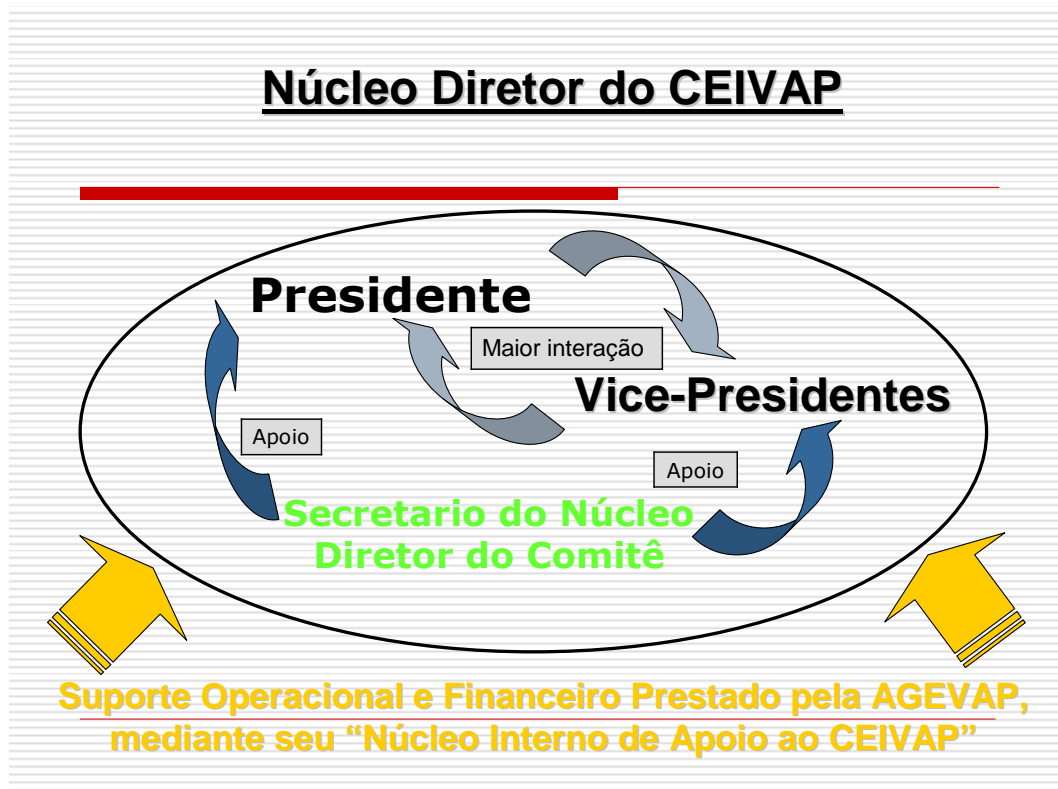 Núcleo Diretor do CEIVAP
Presidente
Maior interação
Vice-Presidentes
Apoio
Apoio
Secretario do Núcleo
Diretor do Comitê
Suporte Operacional e Financeiro Prestado pela AGEVAP,
mediante seu “Núcleo Interno de Apoio ao CEIVAP”